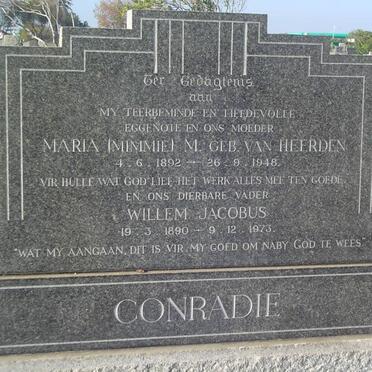 Ter Gedagtenis
aan
MY TEERBEMINDE EN LIEFDEVOLLE
EGGENOTE EN ONS MOEDER
MARIA (MIMMIE) M. GEB. VAN HEERDEN
4.6.1892 – 26.9.1948.
VIR HULLE WAT GOD LIEF HET WERK ALLES MEE TEN GOEDE.
EN ONS DIERBARE VADER
WILLEM JACOBUS
19.3.1890 – 9.12.1973.
"WAT MY AANGAAN, DIT IS VIR MY GOED OM NABY GOD TE WEES"
CONRADIE